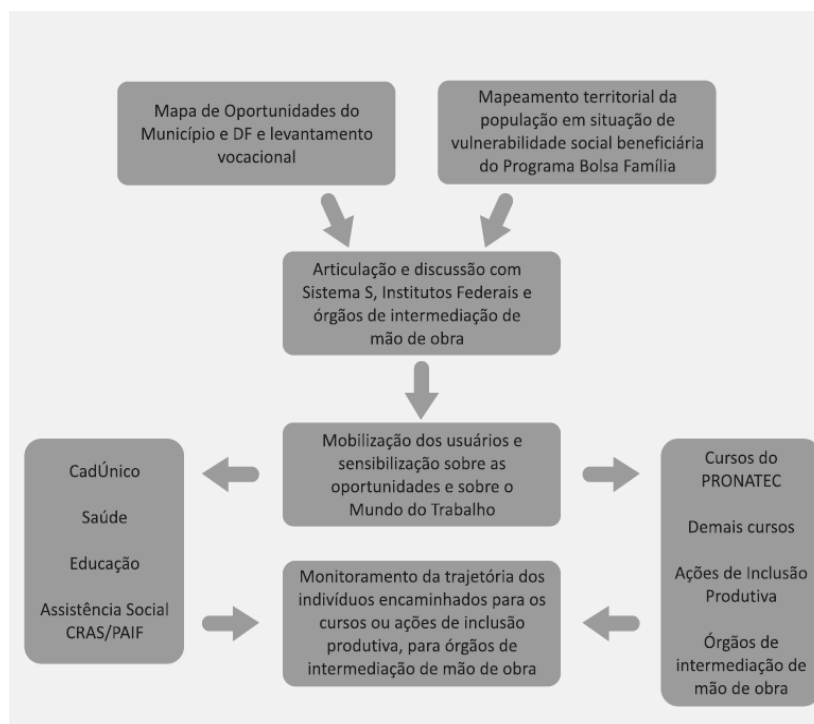 Mapa de Oportunidades do
Município e DF e levantamento
vocacional
Mapeamento territorial da
população em situação de
vulnerabilidade social beneficiária
do Programa Bolsa Família
Articulação e discussão com
Sistema S, Institutos Federais e
órgãos de intermediação de
mão de obra
Mobilização dos usuários e
sensibilização sobre as
oportunidades e sobre o
Mundo do Trabalho
CadÚnico
Saúde
Educação
Assistência Social
CRAS/PAIF
Cursos do
PRONATEC
Demais cursos
Ações de Inclusão
Produtiva
Órgãos de
intermediação de
mão de obra
Monitoramento da trajetória dos
indivíduos encaminhados para os
cursos ou ações de inclusão
produtiva, para órgãos de
intermediação de mão de obra